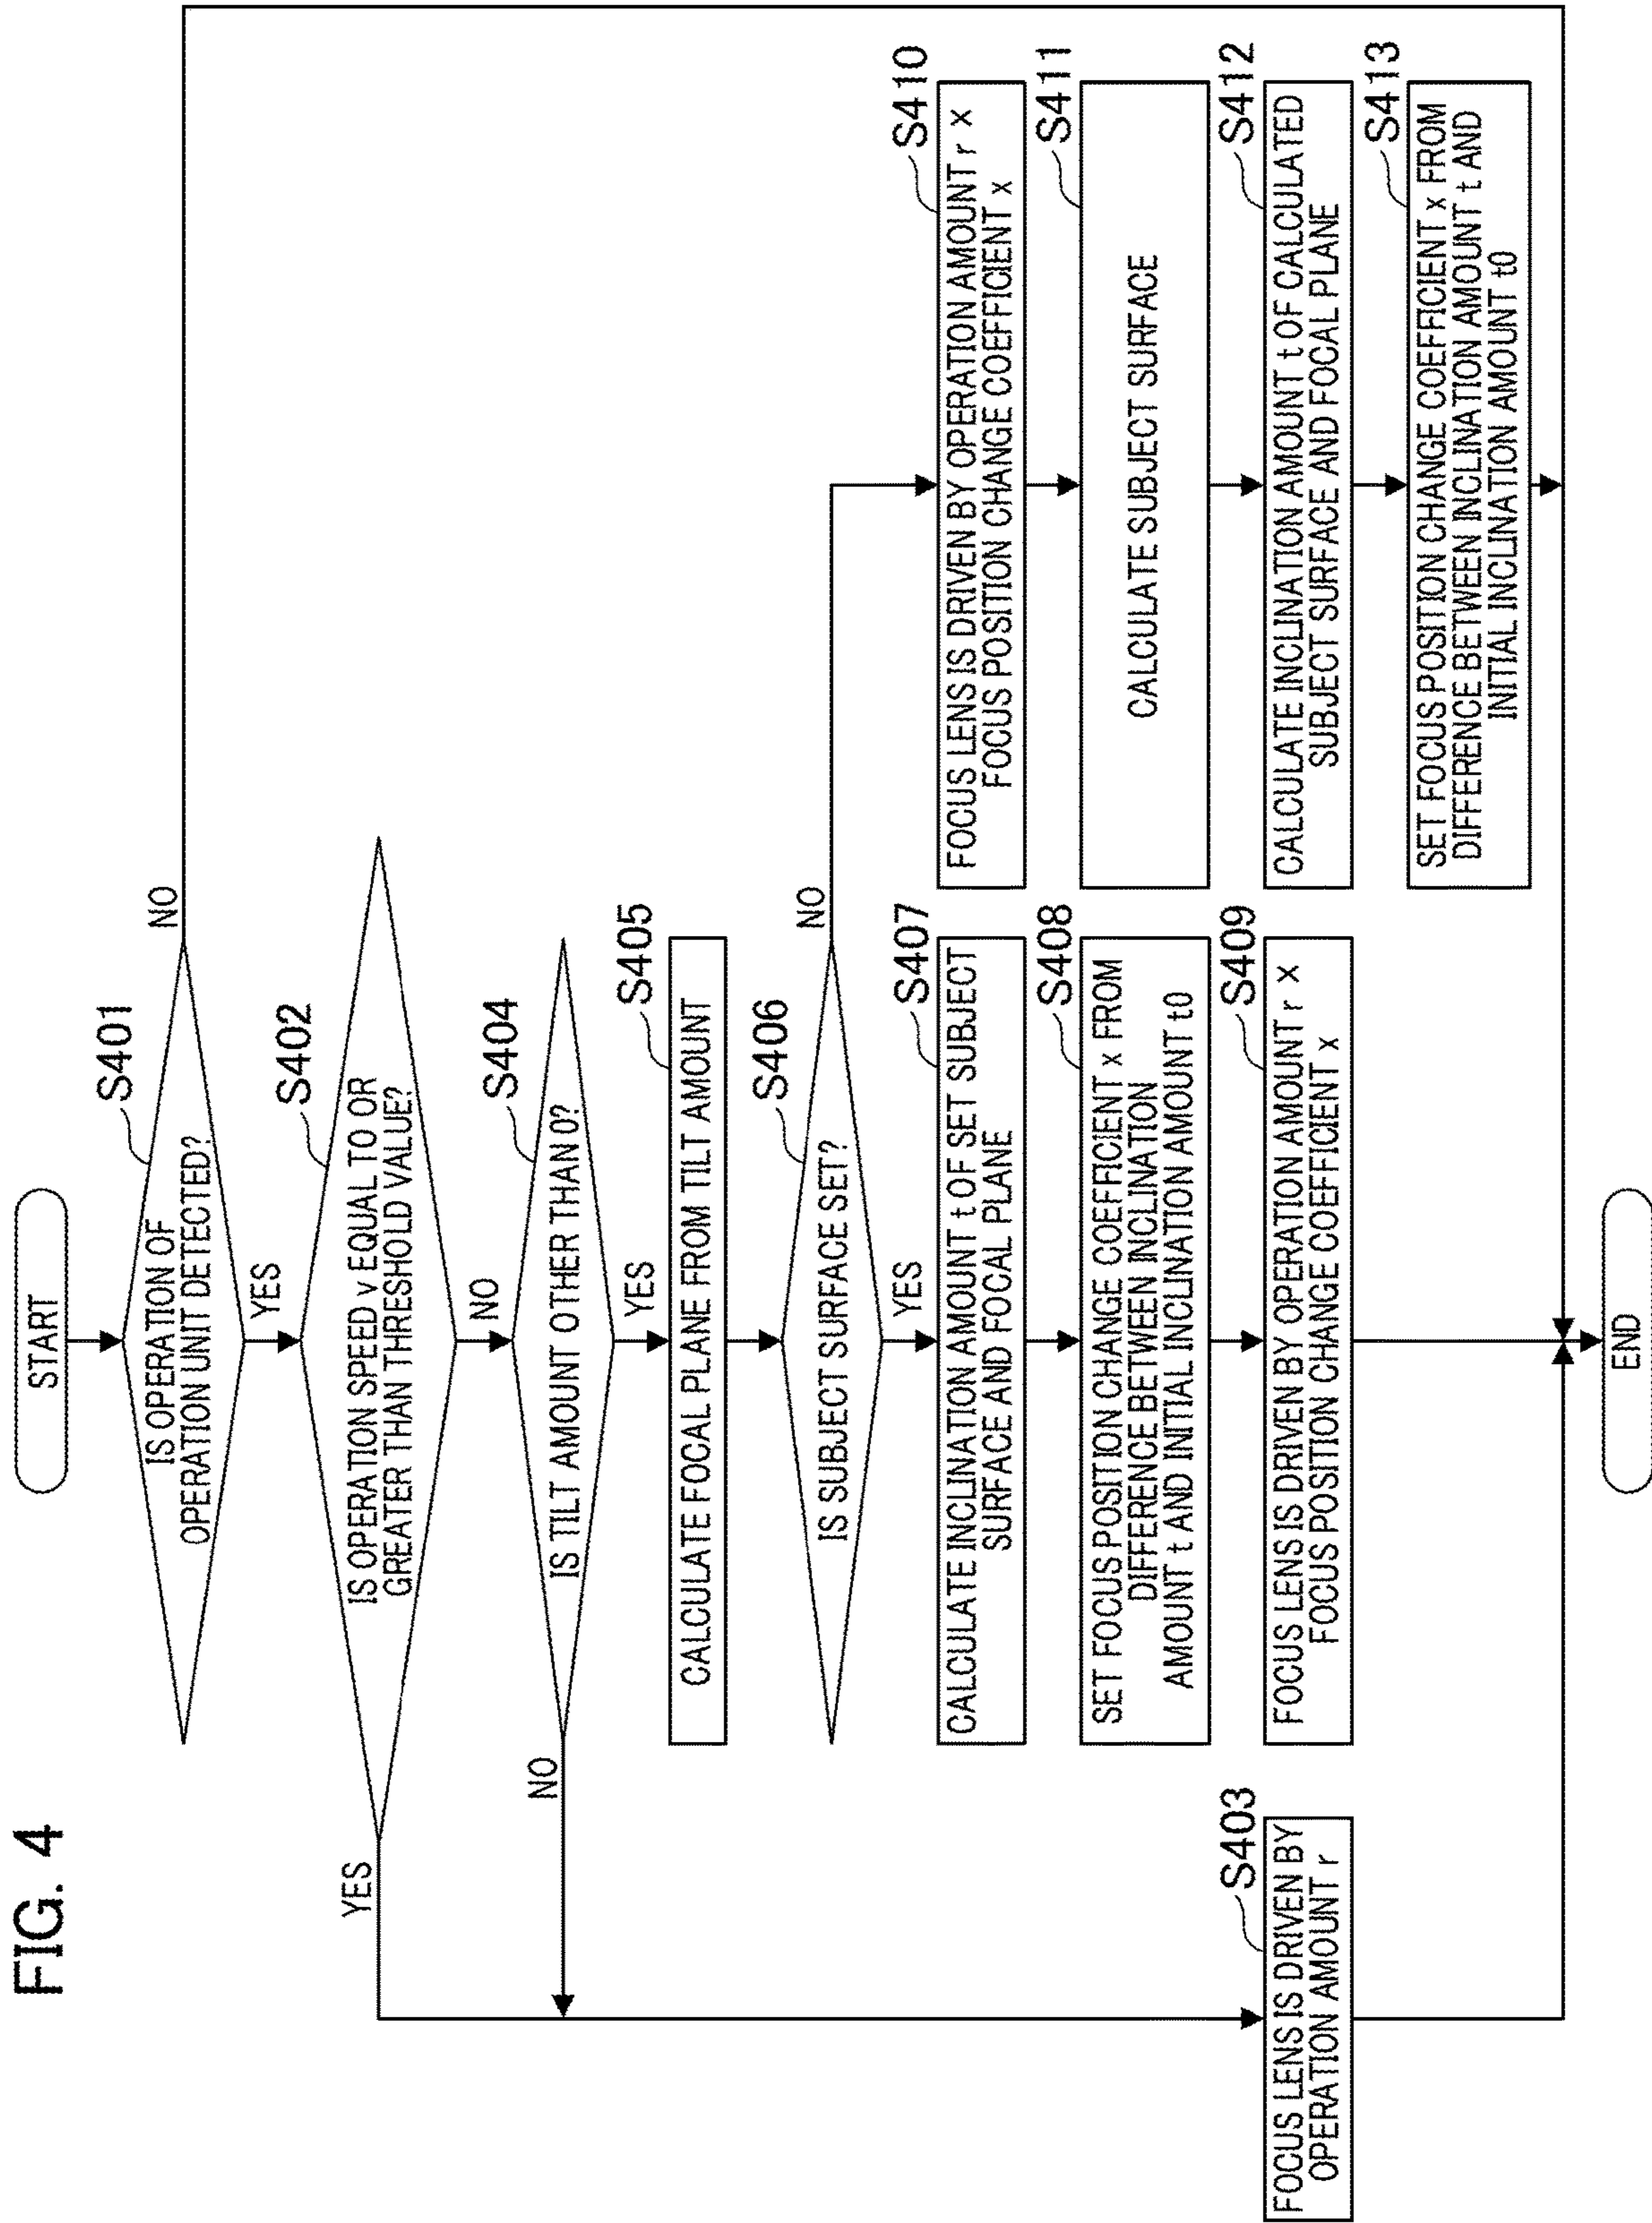 FIG. 4
START
S401
IS OPERATION OF
OPERATION UNIT DETECTED?
NO
YES
S402
IS OPERATION SPEED v EQUAL TO OR
GREATER THAN THRESHOLD VALUE?
YES
NO
S404
IS TILT AMOUNT OTHER THAN 0?
NO
YES
S405
CALCULATE FOCAL PLANE FROM TILT AMOUNT
S406
IS SUBJECT SURFACE SET?
NO
YES
S407
CALCULATE INCLINATION AMOUNT t OF SET SUBJECT
SURFACE AND FOCAL PLANE
S408
SET FOCUS POSITION CHANGE COEFFICIENT x FROM
DIFFERENCE BETWEEN INCLINATION
AMOUNT t AND INITIAL INCLINATION AMOUNT t0
S409
FOCUS LENS IS DRIVEN BY OPERATION AMOUNT r ×
FOCUS POSITION CHANGE COEFFICIENT x
S403
FOCUS LENS IS DRIVEN BY
OPERATION AMOUNT r
S410
FOCUS LENS IS DRIVEN BY OPERATION AMOUNT r ×
FOCUS POSITION CHANGE COEFFICIENT x
S411
CALCULATE SUBJECT SURFACE
S412
CALCULATE INCLINATION AMOUNT t OF CALCULATED
SUBJECT SURFACE AND FOCAL PLANE
S413
SET FOCUS POSITION CHANGE COEFFICIENT x FROM
DIFFERENCE BETWEEN INCLINATION AMOUNT t AND
INITIAL INCLINATION AMOUNT t0
END